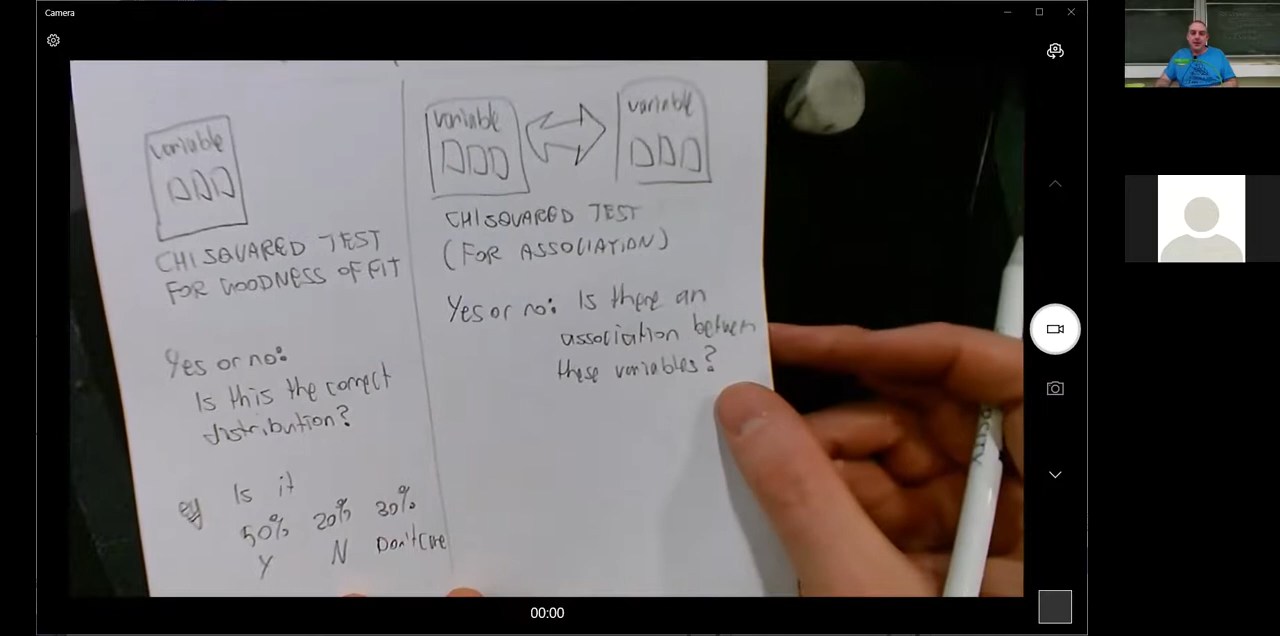 Camera
variable
CHI SQUARED TEST
FOR GOODNESS OF FIT
Yes or no:
Is this the correct
distribution?
eg Is it
50% 20% 30%
Y N Don't Care
variable variable
CHI SQUARED TEST
(FOR ASSOCIATION)
Yes or no: Is there an
association between
these variables?
00:00